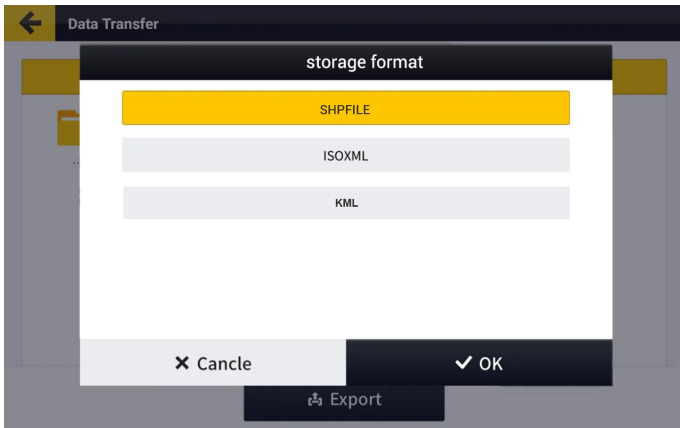 Data Transfer
storage format
SHPFILE
ISOXML
KML
Cancle
OK
Export